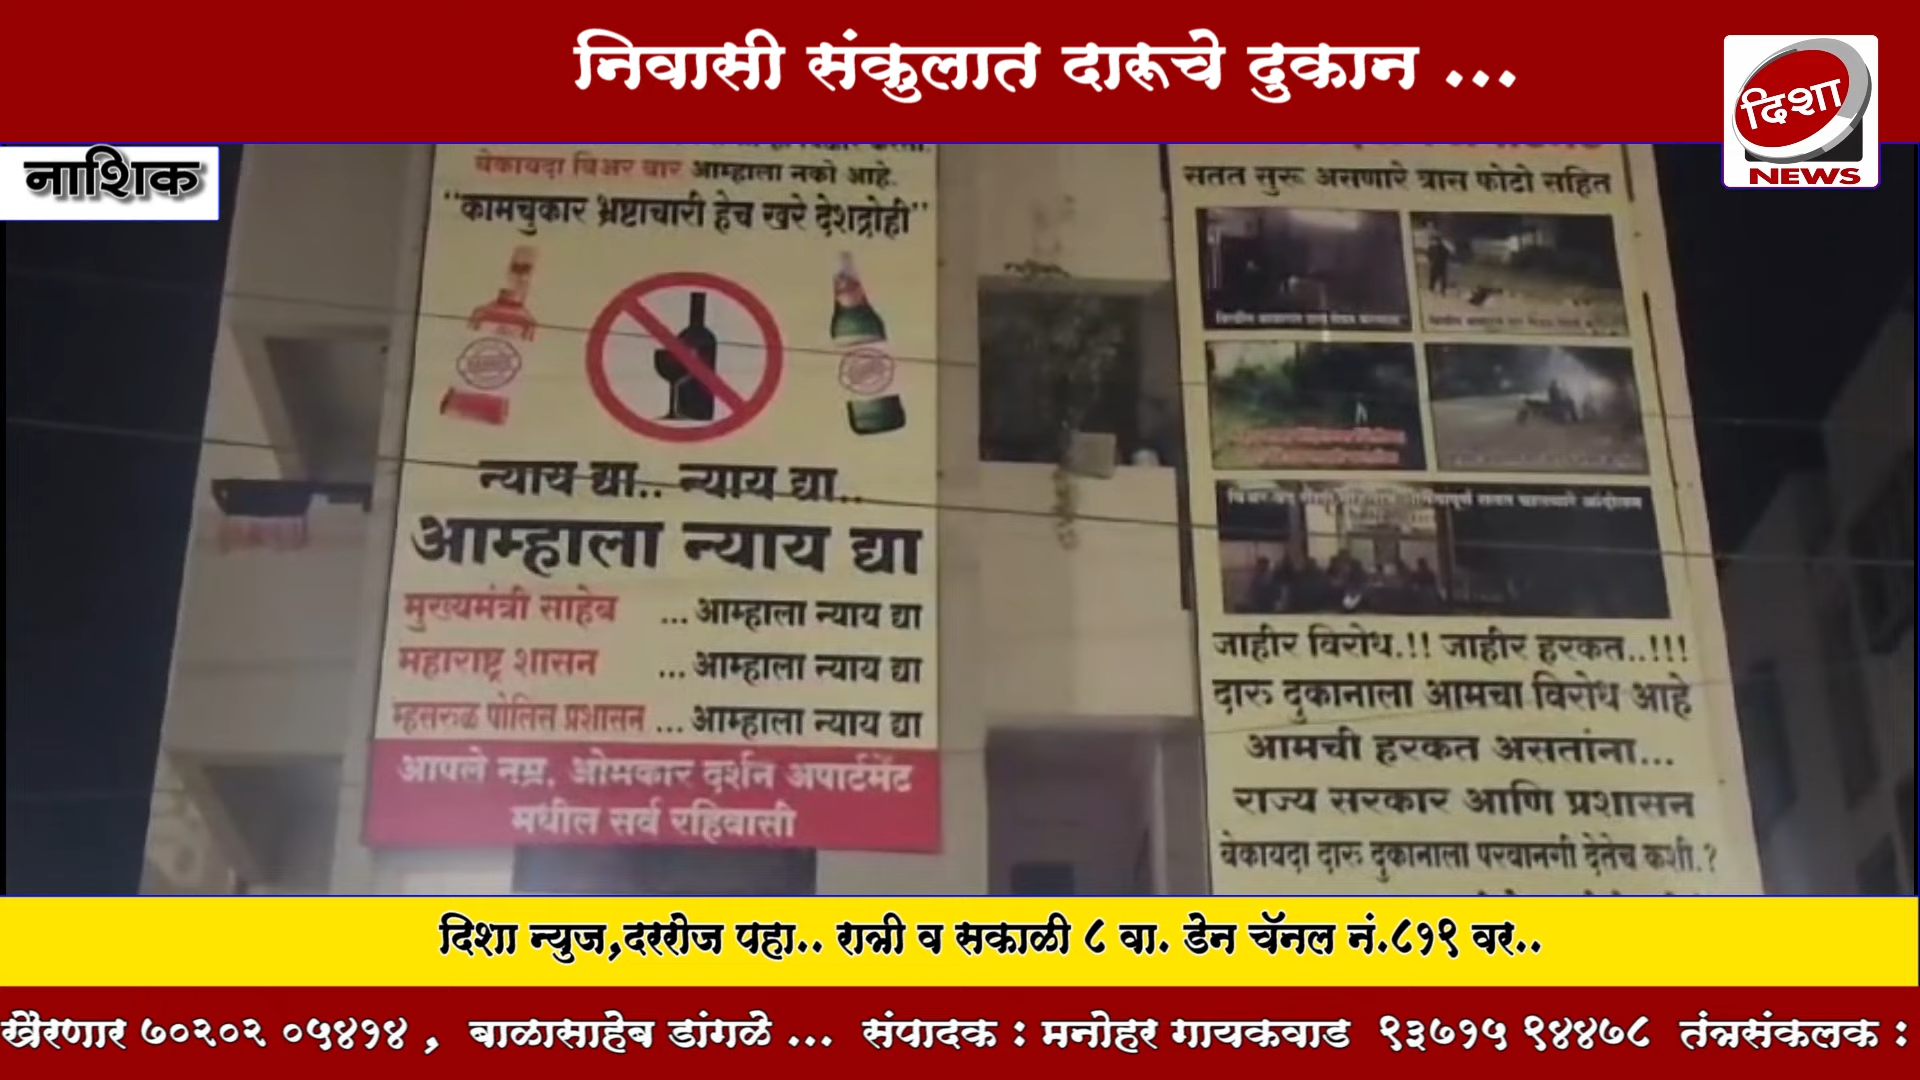 निवासी संकुलात दारूचे दुकान ...
दिशा
NEWS
नाशिक
बेकायदा बिअर बार आम्हाला नको आहे.
"कामचुकार भ्रष्टाचारी हेच खरे देशद्रोही"
न्याय द्या.. न्याय द्या..
आम्हाला न्याय द्या
मुख्यमंत्री साहेब ...आम्हाला न्याय द्या
महाराष्ट्र शासन ...आम्हाला न्याय द्या
म्हसरुळ पोलिस प्रशासन ...आम्हाला न्याय द्या
आपले नम्र. ओमकार दर्शन अपार्टमेंट
मधील सर्व रहिवासी
सतत सुरू असणारे त्रास फोटो सहित
जाहीर विरोध.!! जाहीर हरकत..!!!
दारु दुकानाला आमचा विरोध आहे
आमची हरकत असतांना...
राज्य सरकार आणि प्रशासन
बेकायदा दारु दुकानाला परवानगी देतेच कशी.?
दिशा न्युज,दररोज पहा.. रात्री व सकाळी ८ वा. डेन चॅनल नं.८१९ वर..
खैरणार ७०२०२ ०५४१४ , बाळासाहेब डांगळे ... संपादक : मनोहर गायकवाड ९३७१५ ९४४७८ तंत्रसंकलक :